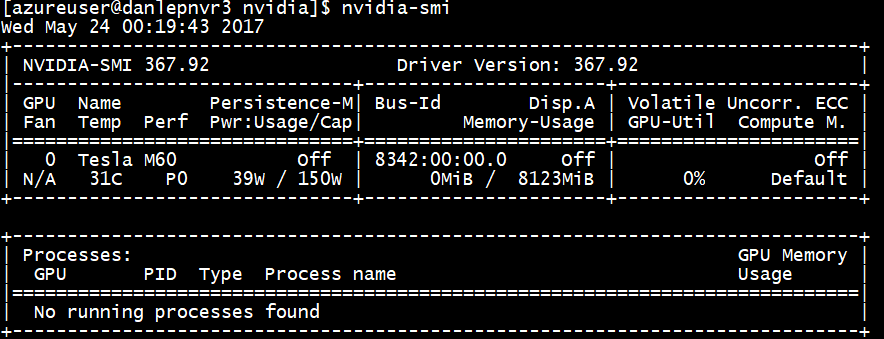 [azureuser@danlepnvr3 nvidia]$ nvidia-smi
Wed May 24 00:19:43 2017
+-----------------------------------------------------------------------------+
| NVIDIA-SMI 367.92                 Driver Version: 367.92                    |
|-------------------------------+----------------------+----------------------+
| GPU  Name        Persistence-M| Bus-Id        Disp.A | Volatile Uncorr. ECC |
| Fan  Temp  Perf  Pwr:Usage/Cap|         Memory-Usage | GPU-Util  Compute M. |
|===============================+======================+======================|
|   0  Tesla M60           Off  | 8342:00:00.0     Off |                  Off |
| N/A   31C    P0    39W / 150W |      0MiB /  8123MiB |      0%      Default |
+-------------------------------+----------------------+----------------------+

+-----------------------------------------------------------------------------+
| Processes:                                                       GPU Memory |
|  GPU       PID  Type  Process name                               Usage      |
|=============================================================================|
|  No running processes found                                                 |
+-----------------------------------------------------------------------------+